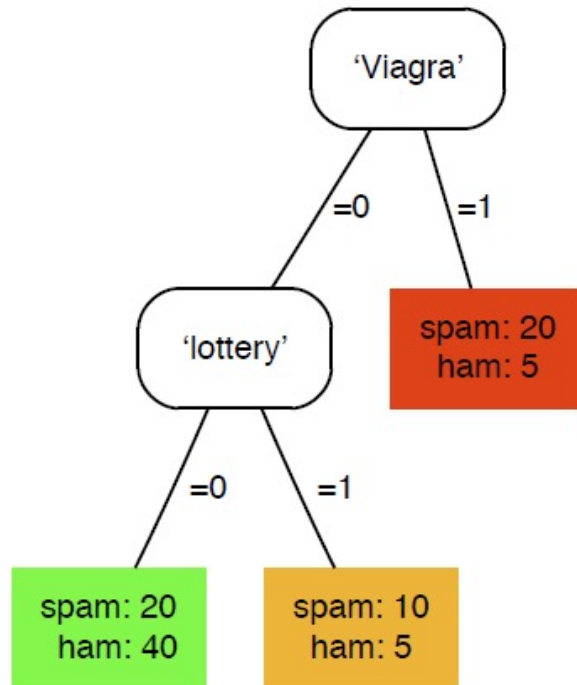 ‘Viagra’
=0
=1
‘lottery’
spam: 20
ham: 5
=0
=1
spam: 20
ham: 40
spam: 10
ham: 5